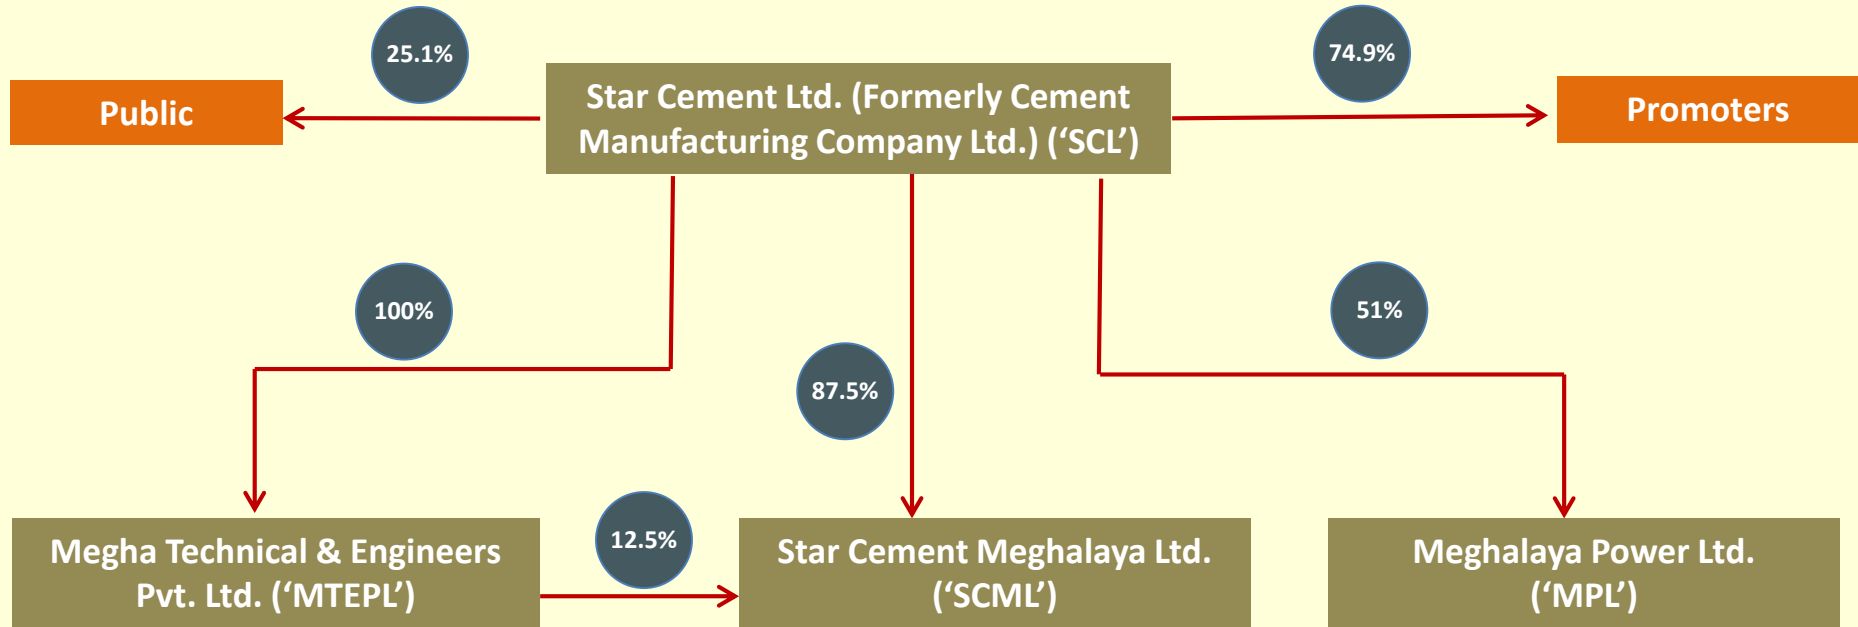 25.1%
74.9%
Public
Star Cement Ltd. (Formerly Cement
Manufacturing Company Ltd.) (‘SCL’)
Promoters
100%
51%
87.5%
12.5%
Megha Technical & Engineers
Pvt. Ltd. (‘MTEPL’)
Star Cement Meghalaya Ltd.
(‘SCML’)
Meghalaya Power Ltd.
(‘MPL’)